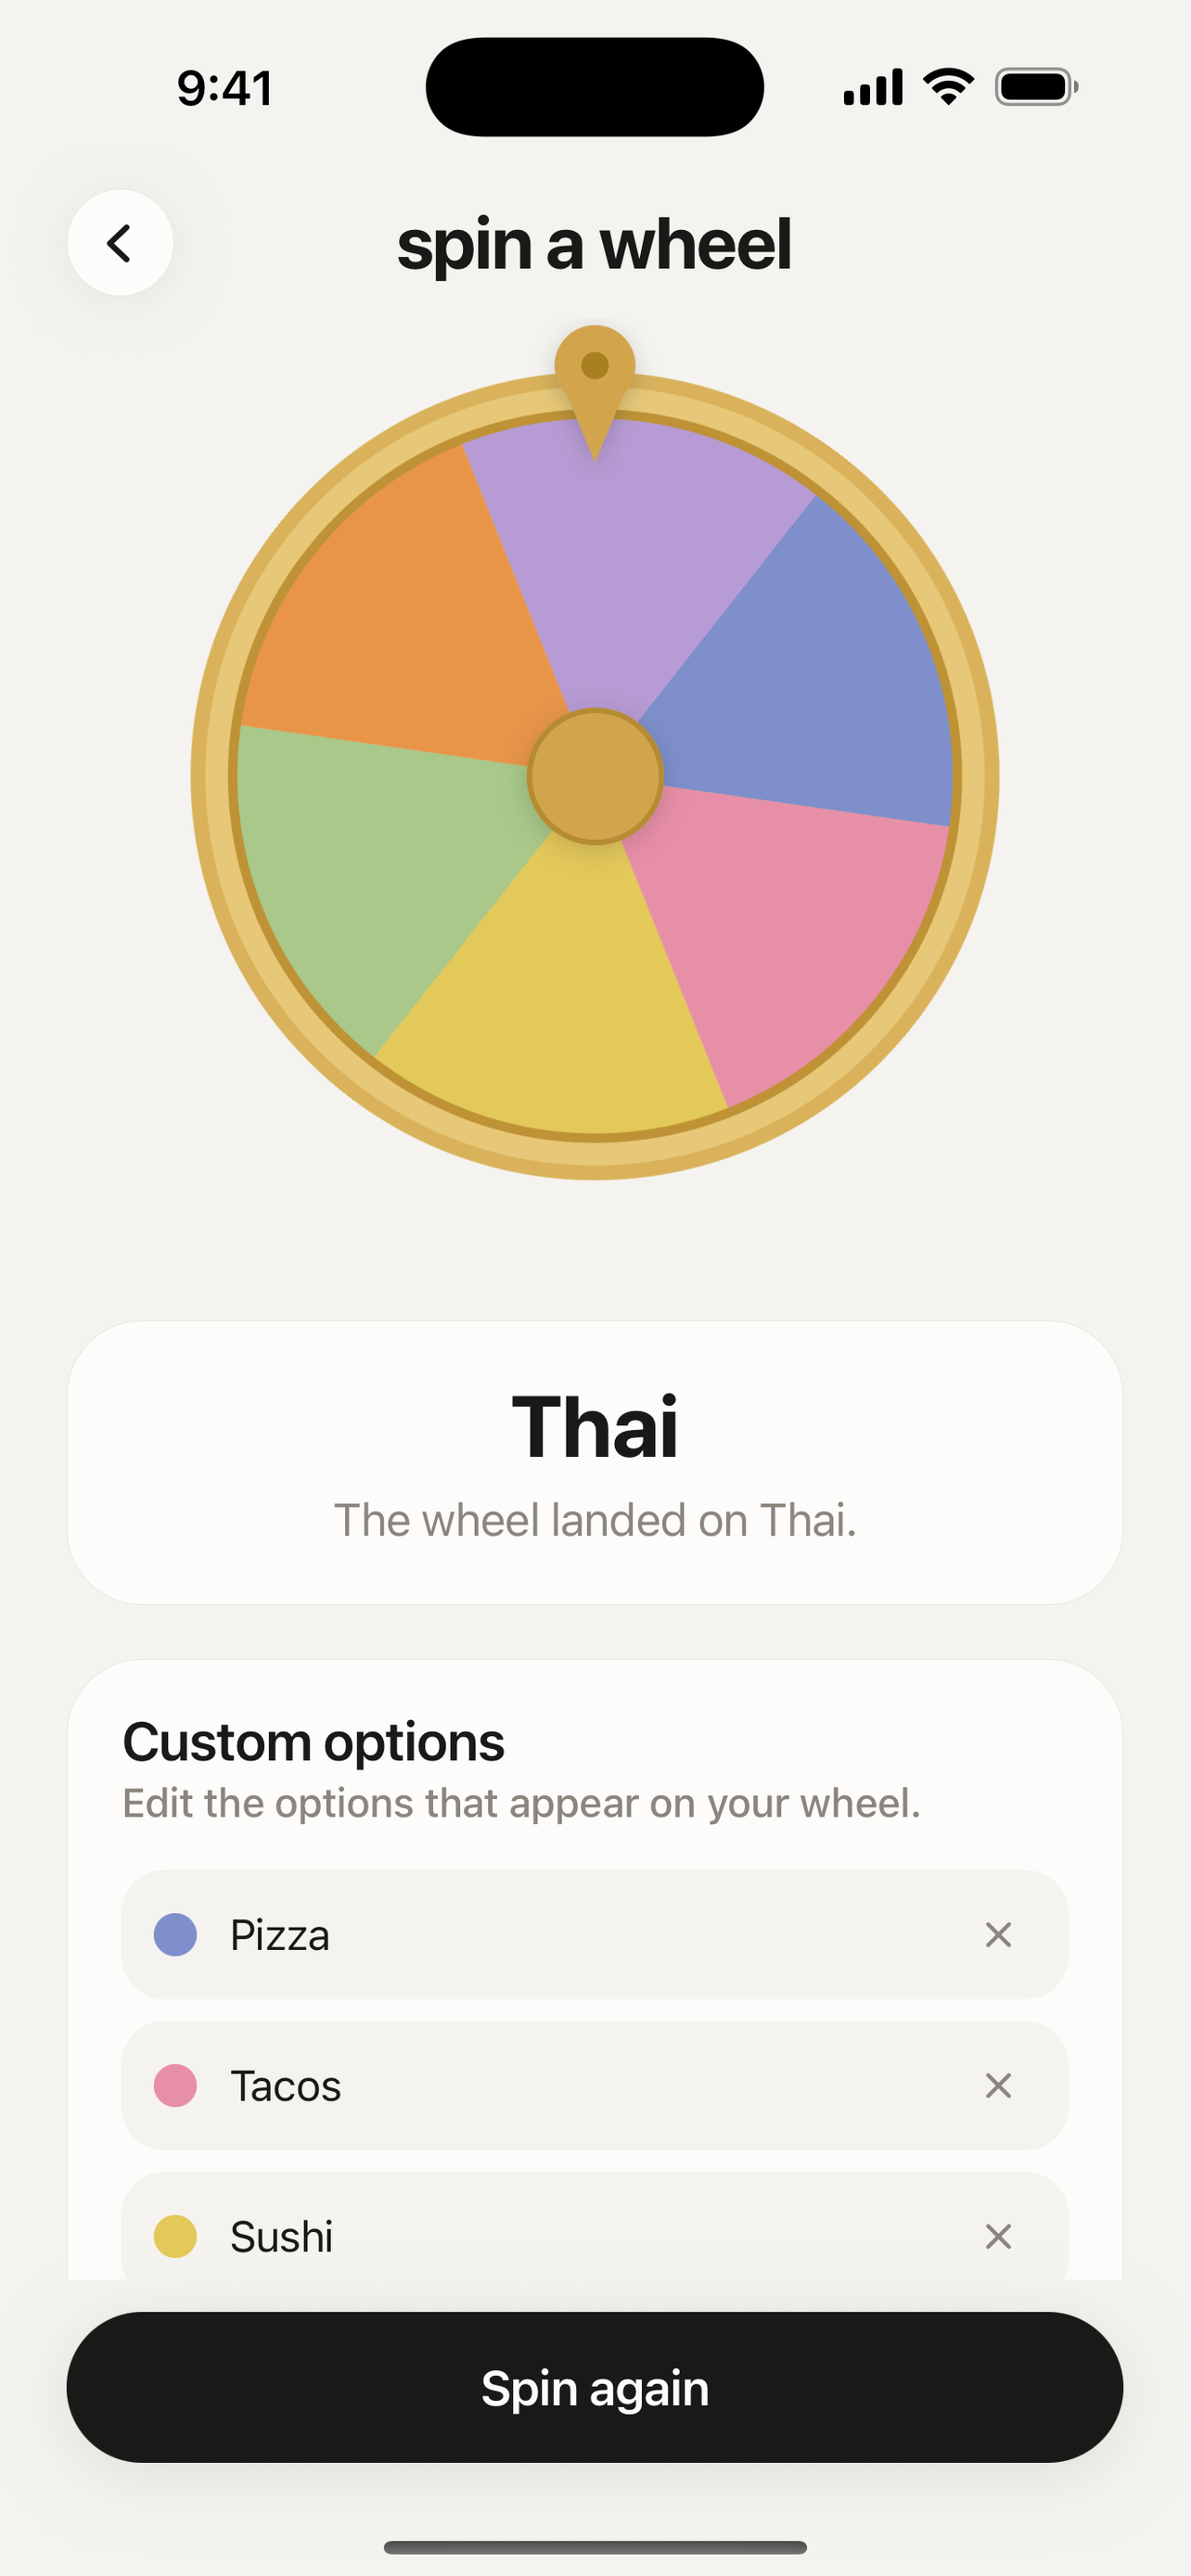 9:41
spin a wheel
Thai
The wheel landed on Thai.
Custom options
Edit the options that appear on your wheel.
Pizza
Tacos
Sushi
Spin again